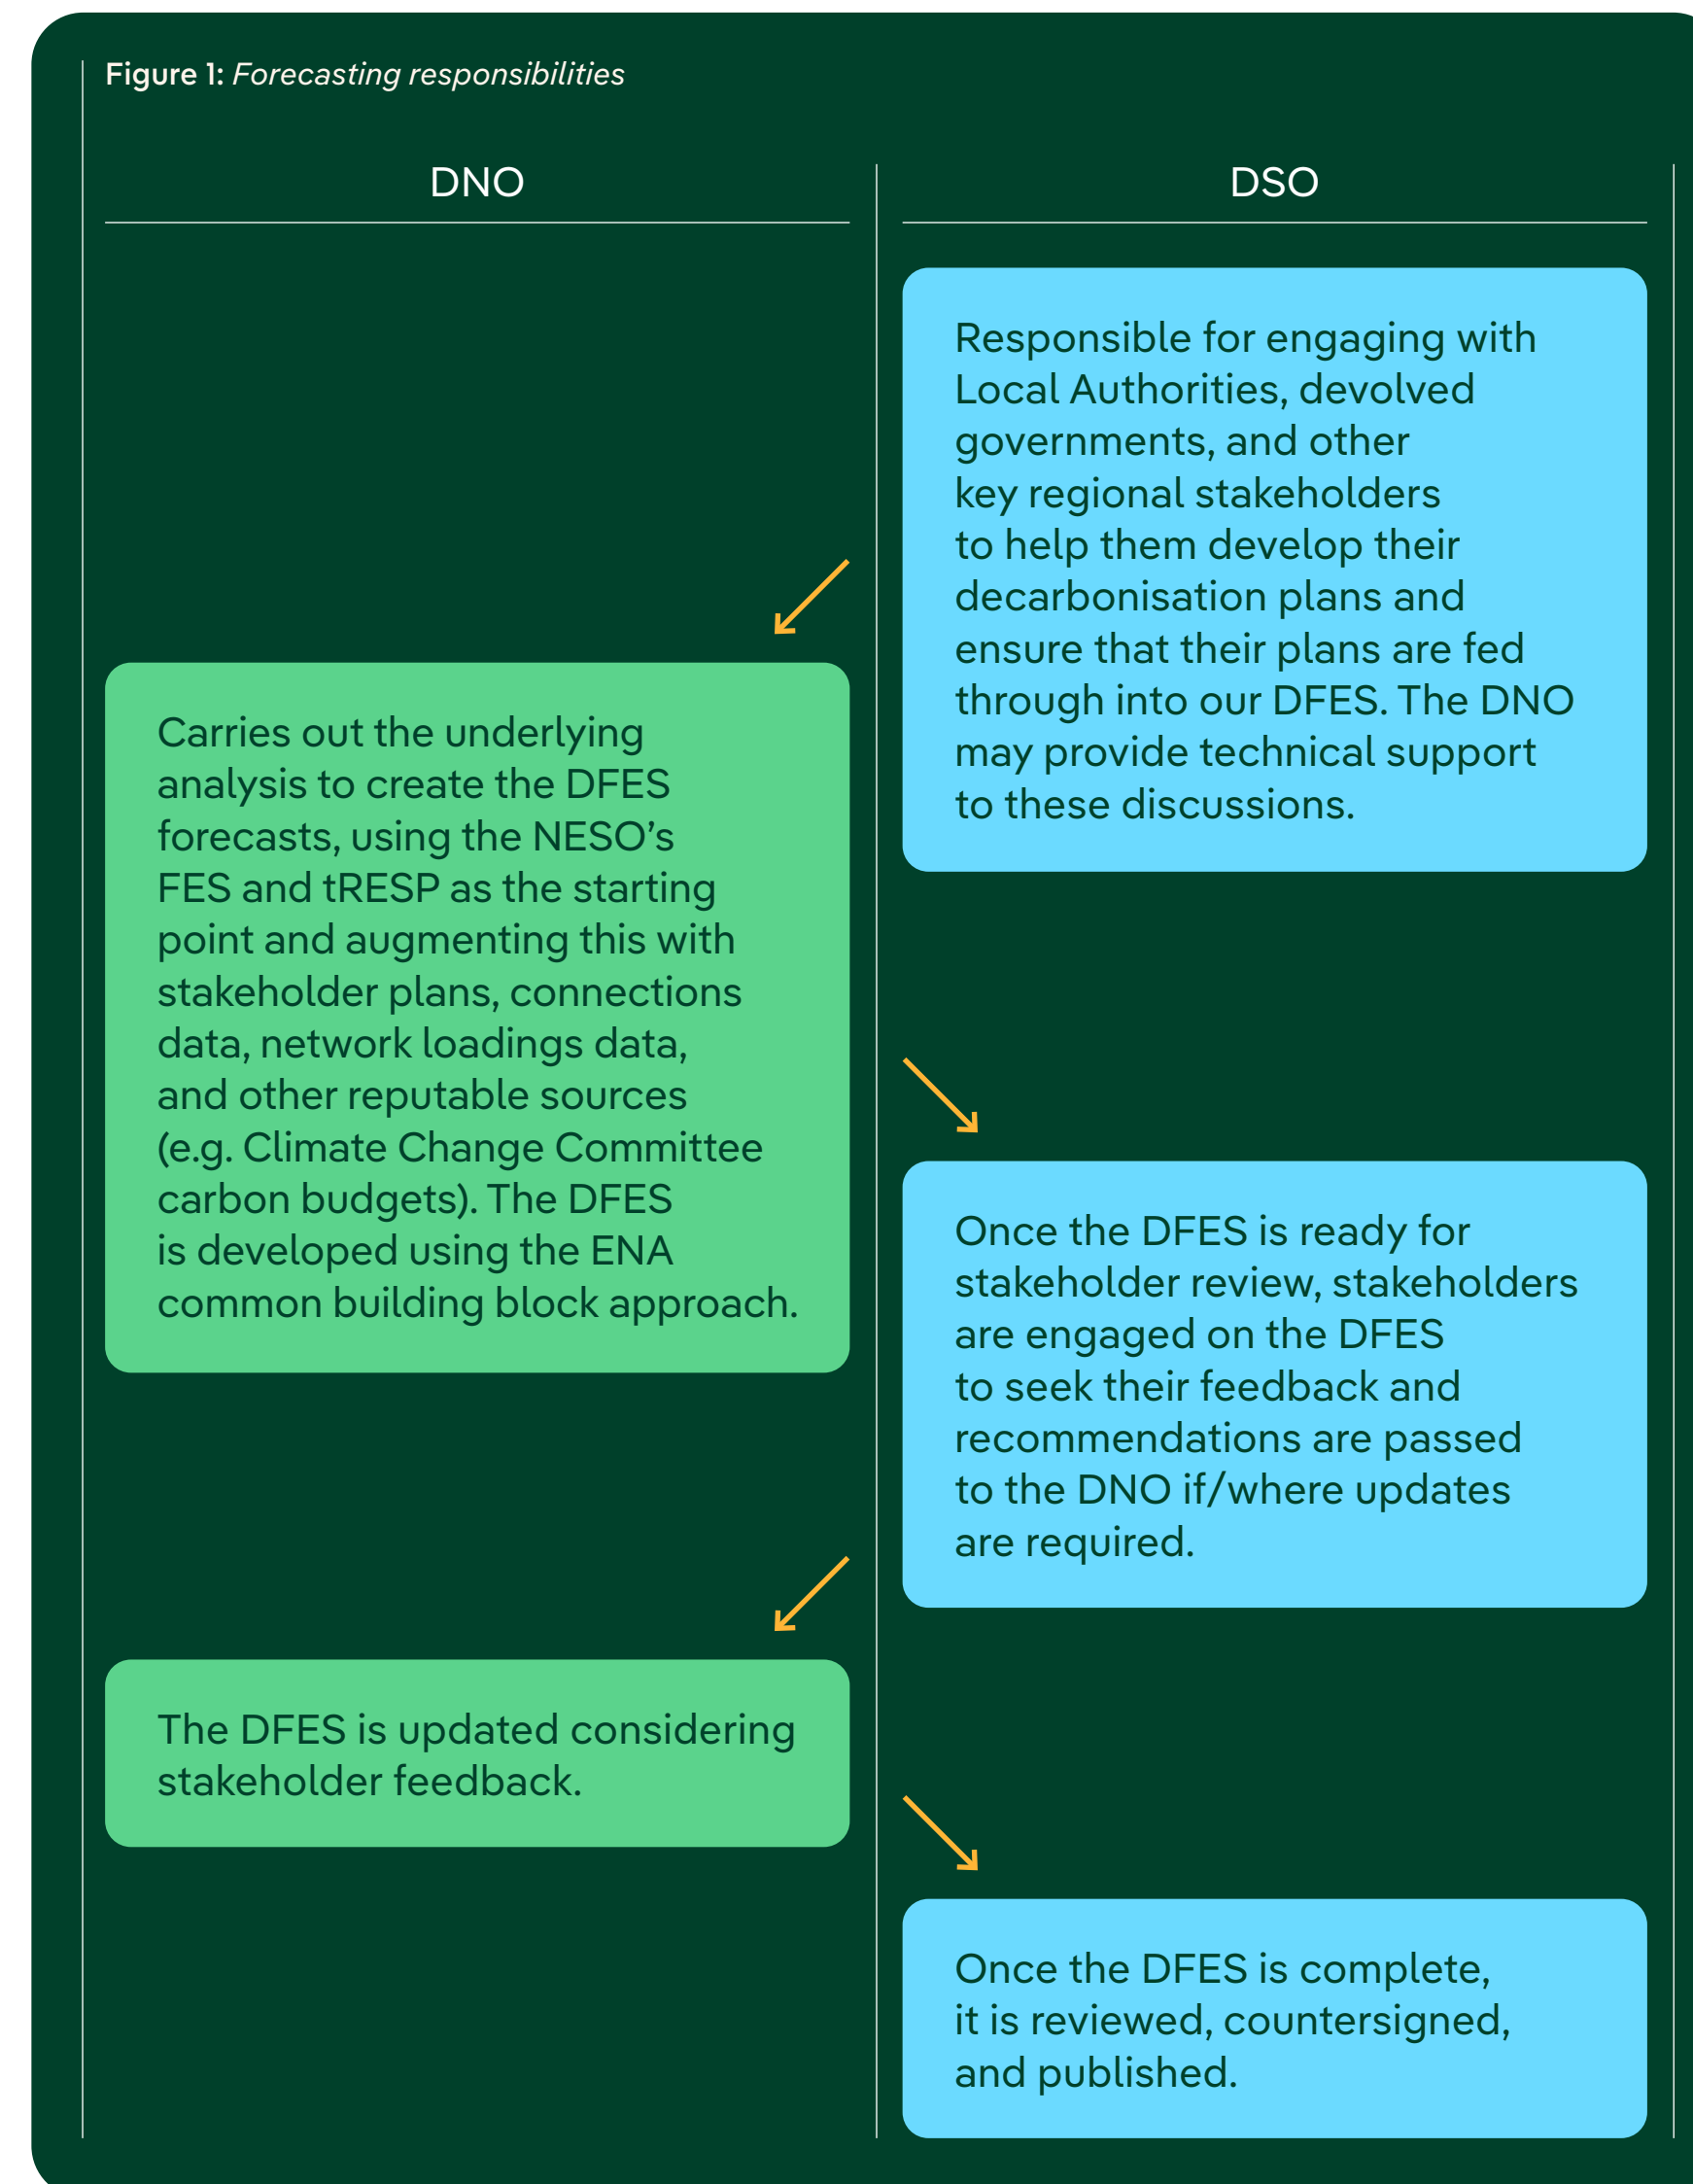 Figure 1: Forecasting responsibilities
DNO
DSO
Responsible for engaging with
Local Authorities, devolved
governments, and other
key regional stakeholders
to help them develop their
decarbonisation plans and
ensure that their plans are fed
through into our DFES. The DNO
may provide technical support
to these discussions.
Carries out the underlying
analysis to create the DFES
forecasts, using the NESO’s
FES and tRESP as the starting
point and augmenting this with
stakeholder plans, connections
data, network loadings data,
and other reputable sources
(e.g. Climate Change Committee
carbon budgets). The DFES
is developed using the ENA
common building block approach.
Once the DFES is ready for
stakeholder review, stakeholders
are engaged on the DFES
to seek their feedback and
recommendations are passed
to the DNO if/where updates
are required.
The DFES is updated considering
stakeholder feedback.
Once the DFES is complete,
it is reviewed, countersigned,
and published.